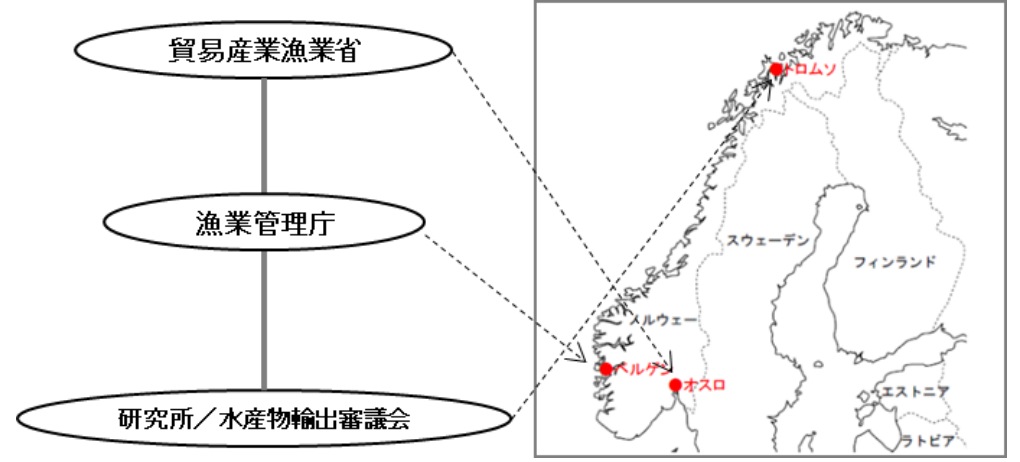 貿易産業漁業省
漁業管理庁
研究所／水産物輸出審議会
トロムソ
スウェーデン
フィンランド
ノルウェー
ベルゲン
オスロ
エストニア
ラトビア